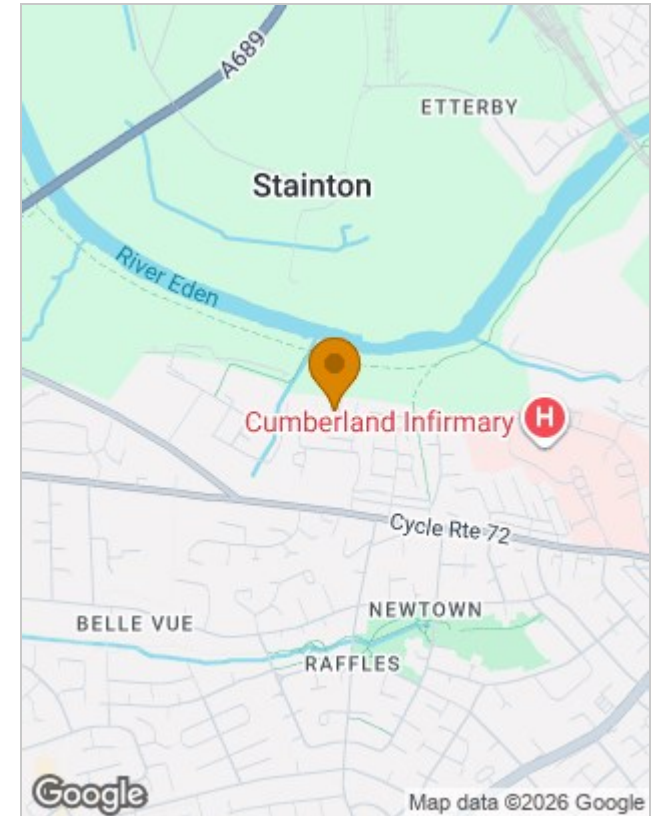 A689
ETTERBY
Stainton
River Eden
Cumberland Infirmary H
Cycle Rte 72
NEWTOWN
BELLE VUE
RAFFLES
Google
Map data ©2026 Google